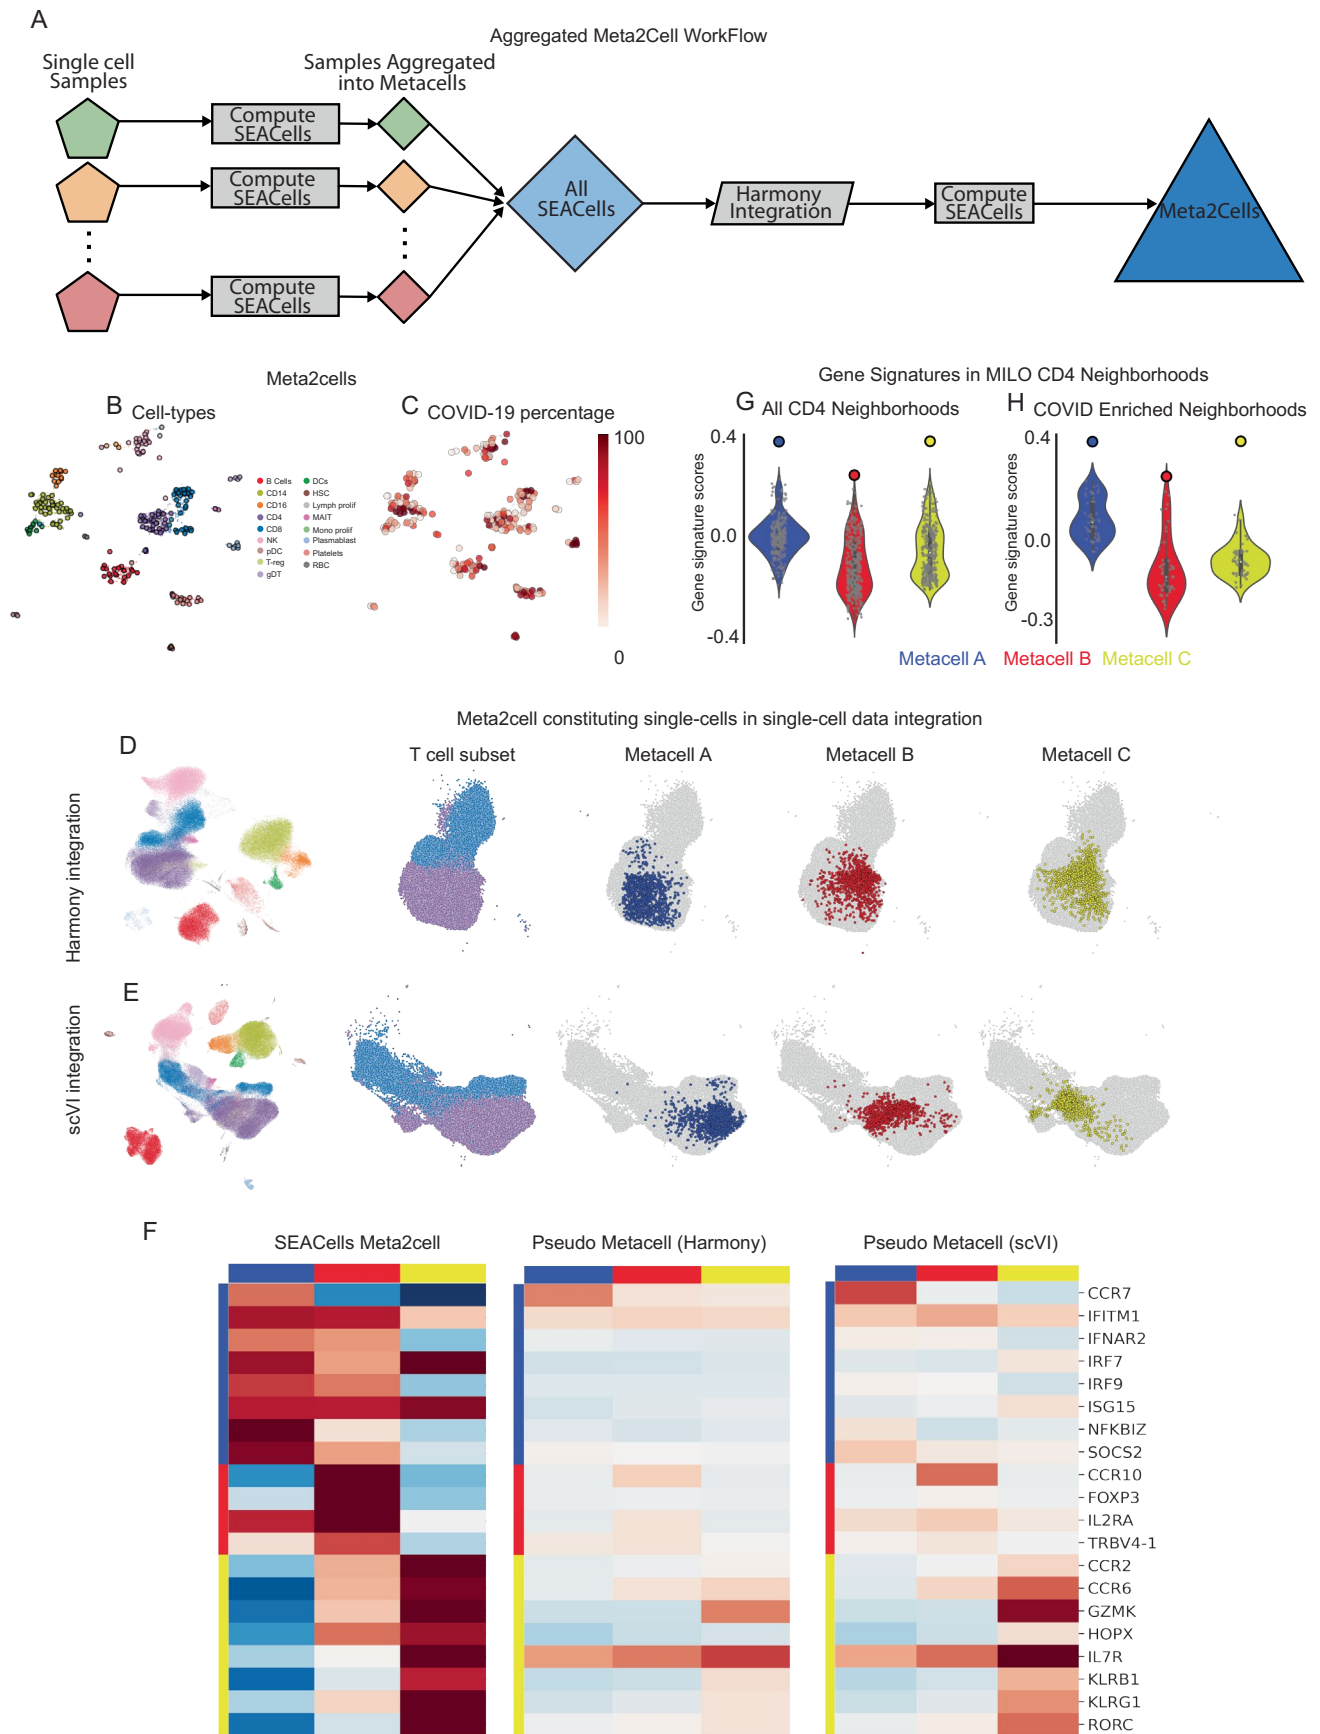 A
Aggregated Meta2Cell WorkFlow
Single cell
Samples
Samples Aggregated
into Metacells
Compute
SEACells
Compute
SEACells
Compute
SEACells
All
SEACells
Harmony
Integration
Compute
SEACells
Meta2Cells
Meta2cells
B Cell-types
B Cells
CD14
CD16
CD4
CD8
NK
pDC
T-reg
gDT
DCs
HSC
Lymph prolif
MAIT
Mono prolif
Plasmablast
Platelets
RBC
C COVID-19 percentage
100
0
Gene Signatures in MILO CD4 Neighborhoods
G All CD4 Neighborhoods
Gene signature scores
0.4
0.0
-0.4
H COVID Enriched Neighborhoods
Gene signature scores
0.4
0.0
-0.3
Metacell A Metacell B Metacell C
Meta2cell constituting single-cells in single-cell data integration
D
T cell subset
Metacell A
Metacell B
Metacell C
Harmony integration
E
scVI integration
F
SEACells Meta2cell
Pseudo Metacell (Harmony)
Pseudo Metacell (scVI)
CCR7
IFITM1
IFNAR2
IRF7
IRF9
ISG15
NFKBIZ
SOCS2
CCR10
FOXP3
IL2RA
TRBV4-1
CCR2
CCR6
GZMK
HOPX
IL7R
KLRB1
KLRG1
RORC